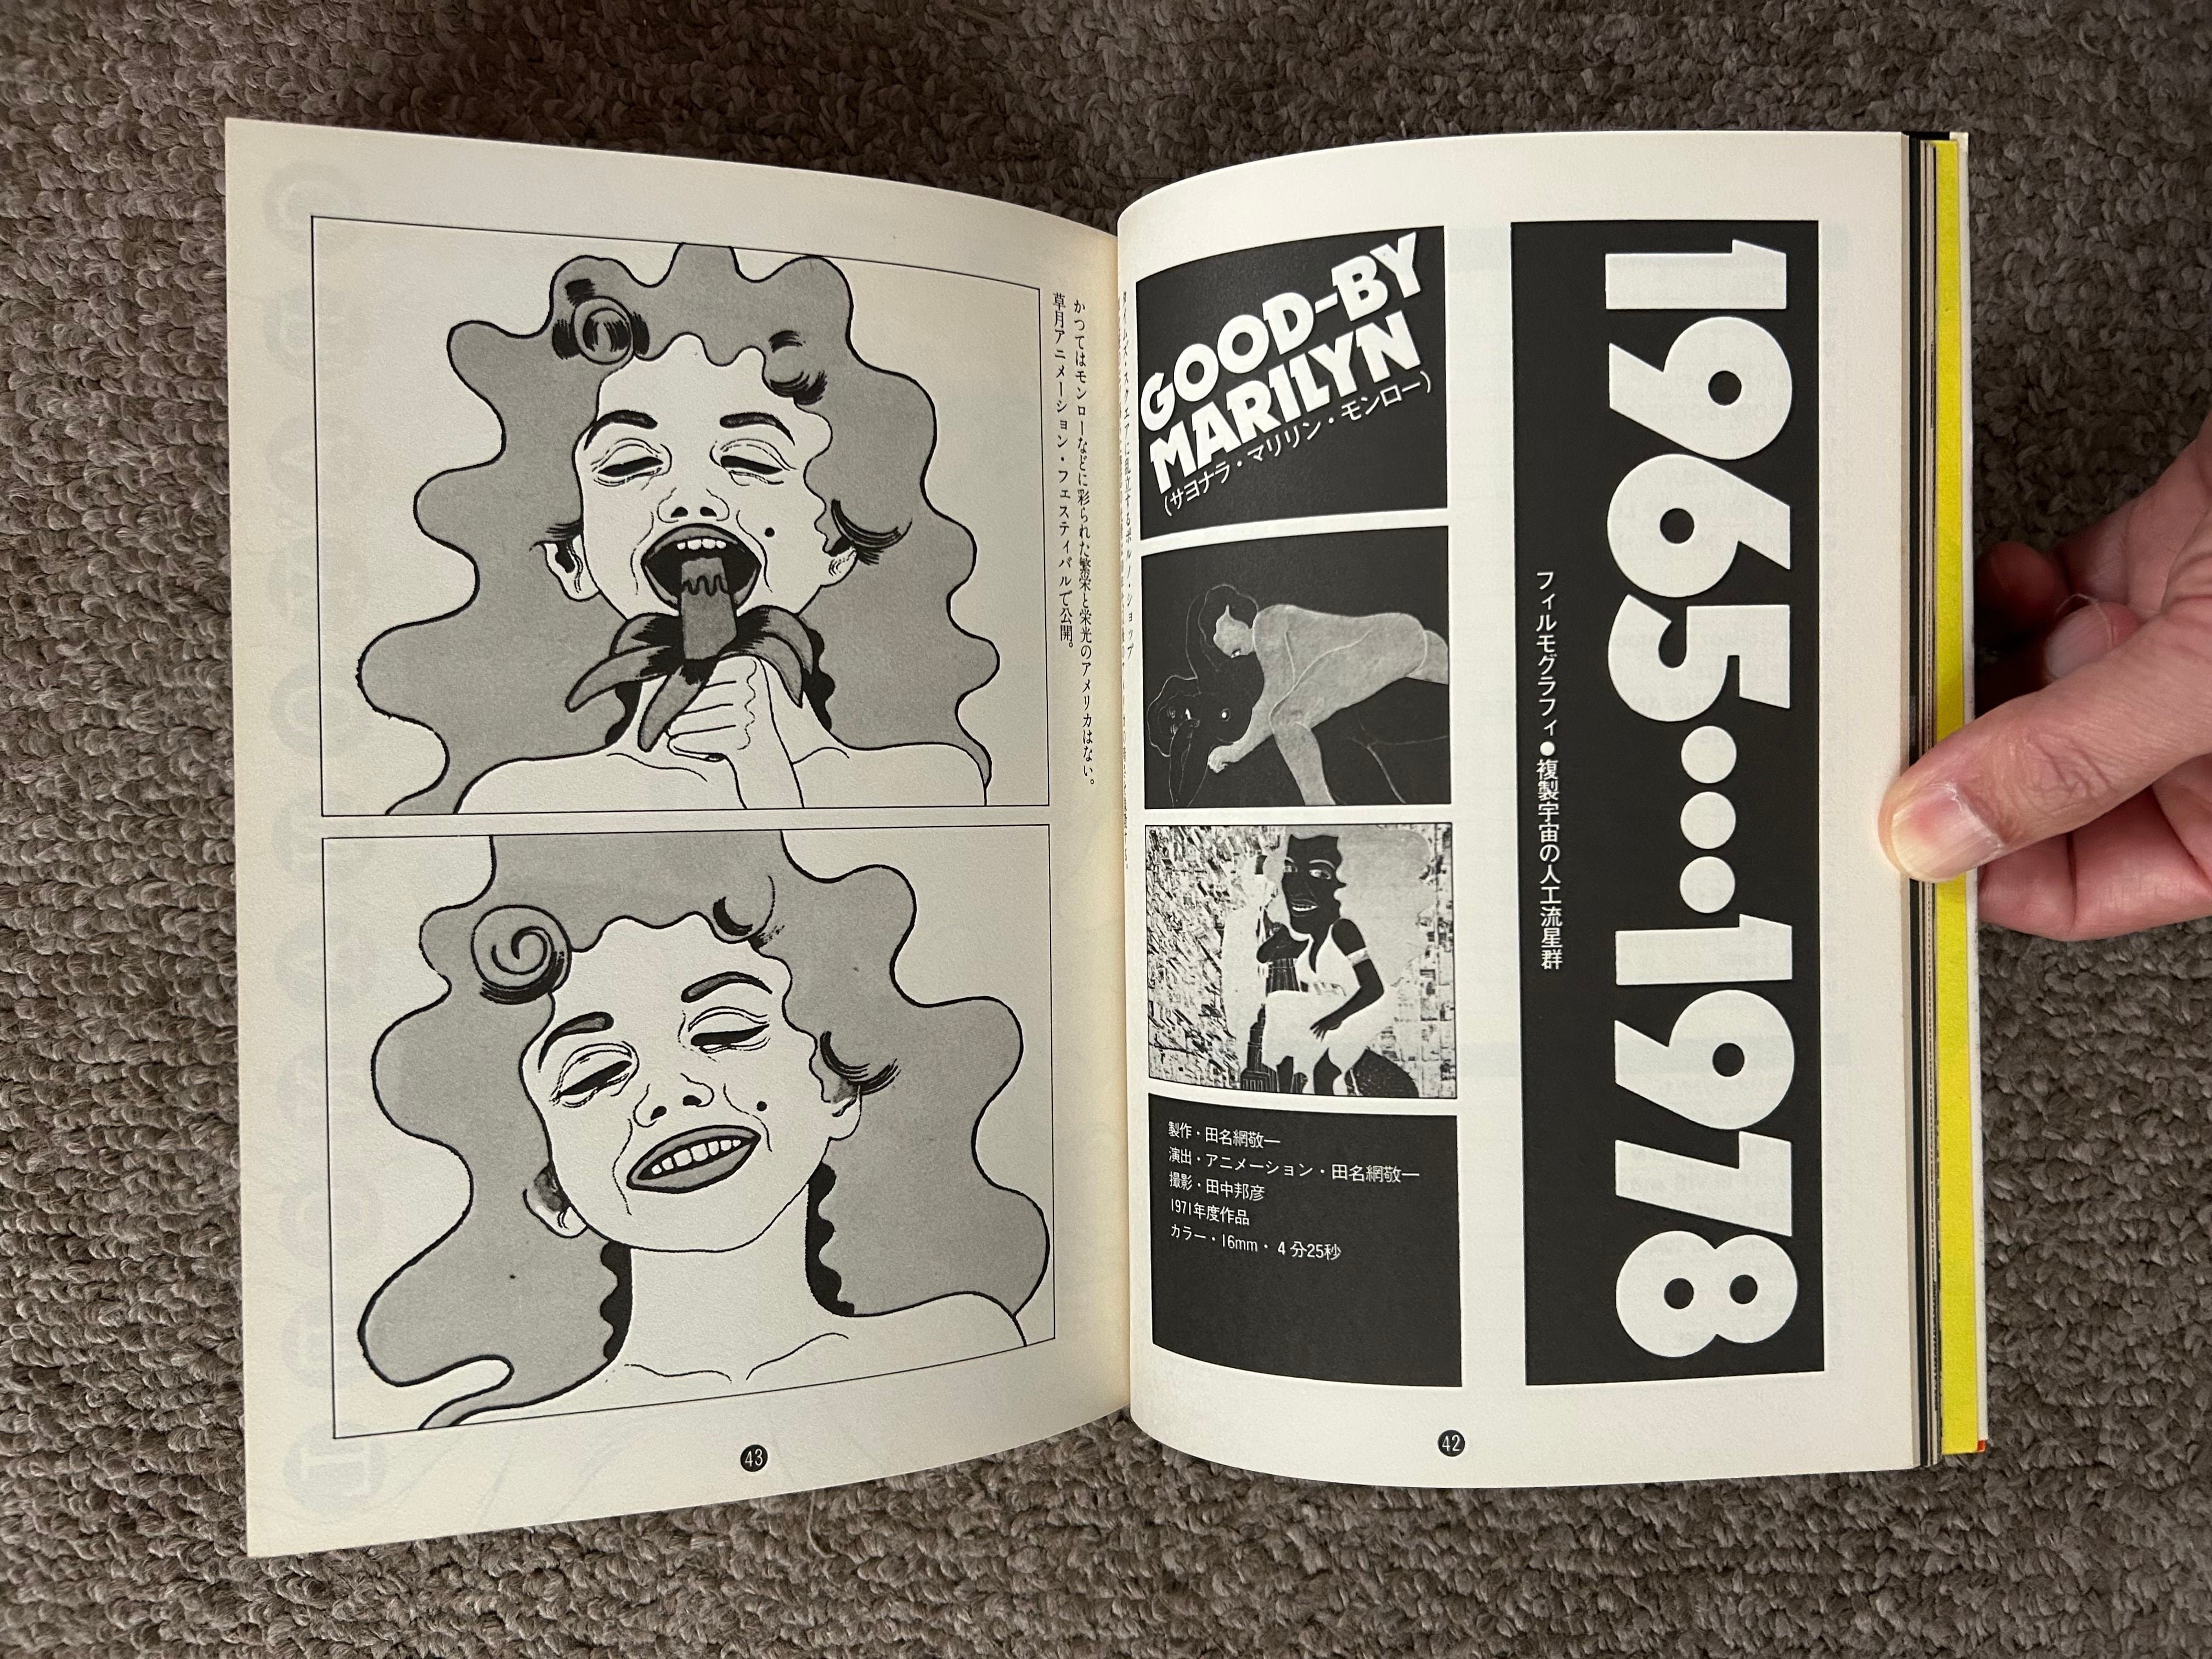 1965・・・1978
フィルモグラフィ●複製宇宙の人工流星群
GOOD-BY
MARILYN
(サヨナラ・マリリン・モンロー)
製作・田名網敬一
演出・アニメーション・田名網敬一
撮影・田中邦彦
1971年度作品
カラー・16mm・4分25秒
42
かつてはモンローなどに彩られた繁栄と栄光のアメリカはない。
草月アニメーション・フェスティバルで公開。
43